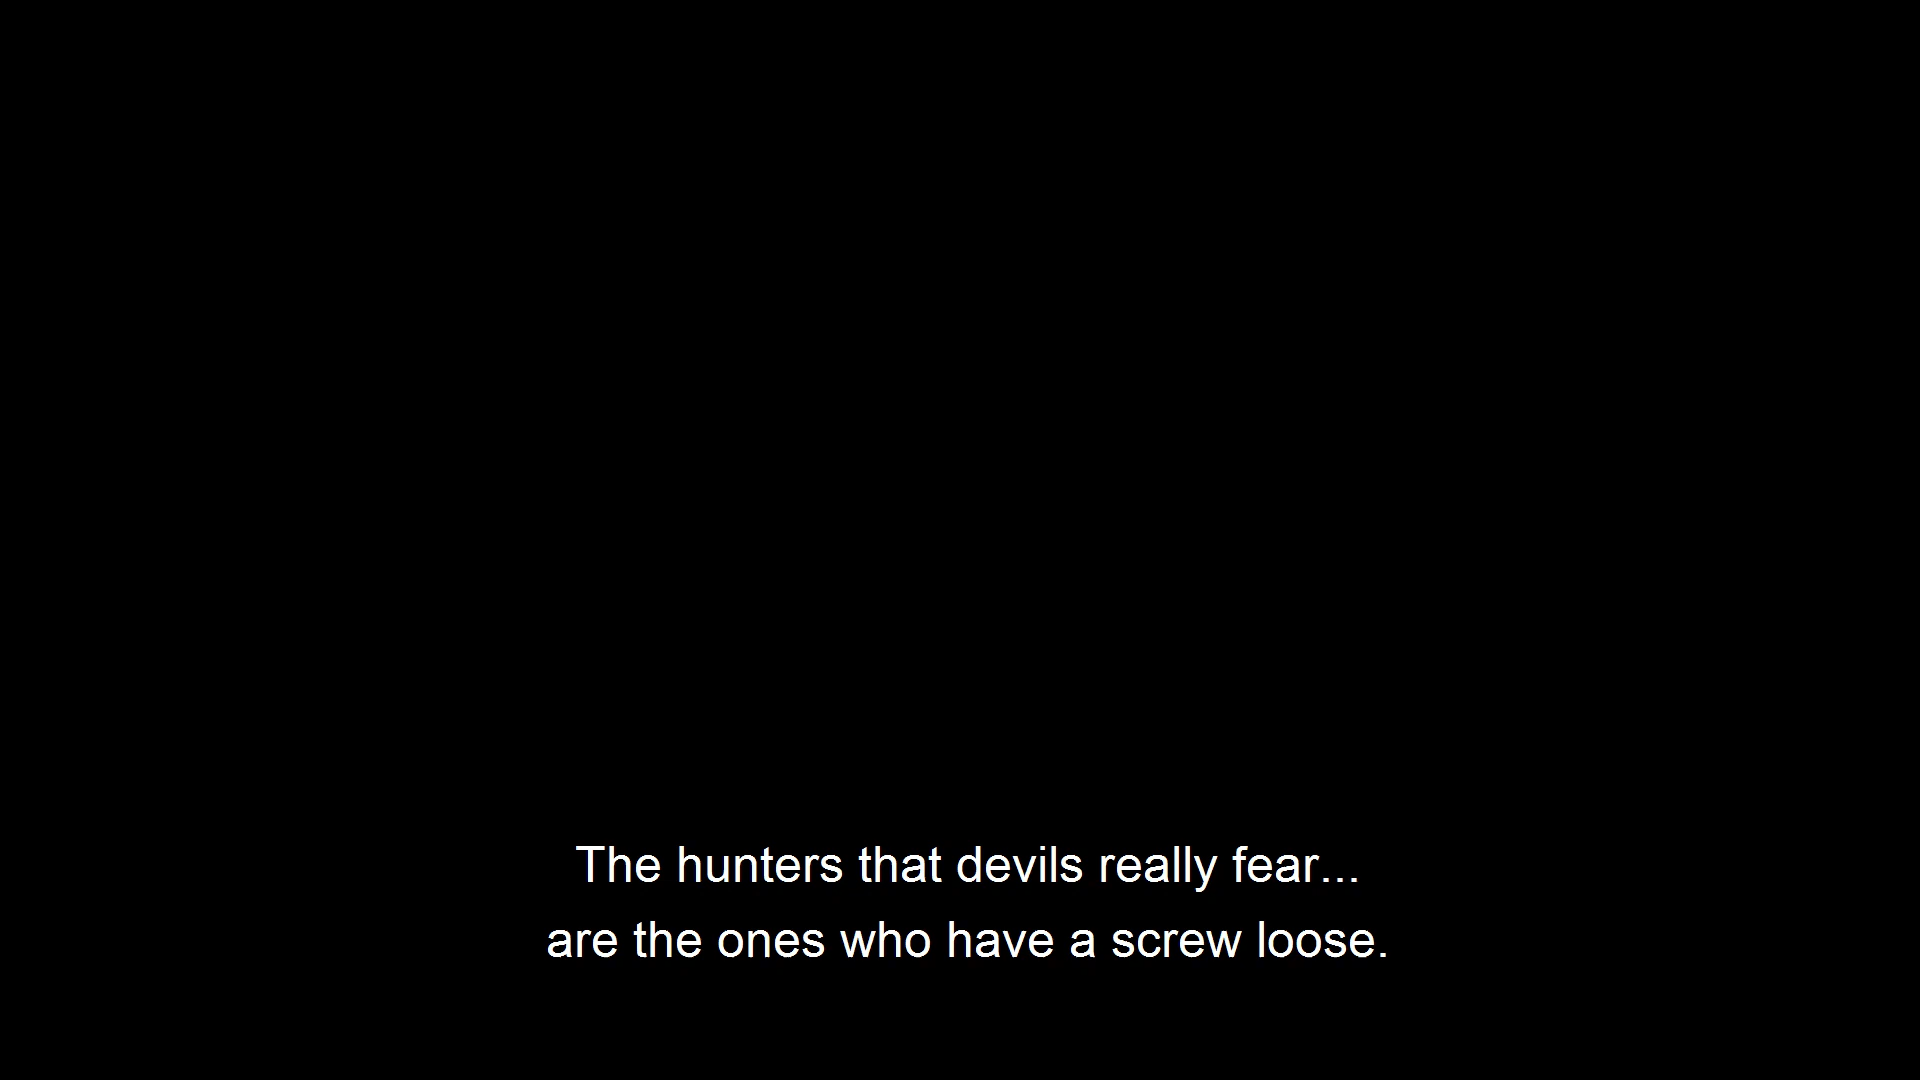 The hunters that devils really fear...
are the ones who have a screw loose.